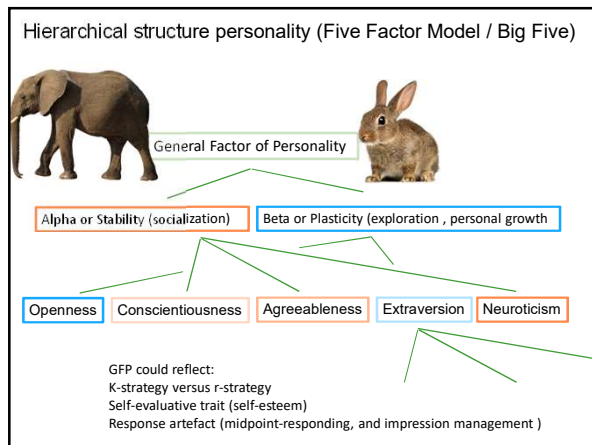 Hierarchical structure personality (Five Factor Model / Big Five)
General Factor of Personality
Alpha or Stability (socialization)
Beta or Plasticity (exploration , personal growth
Openness
Conscientiousness
Agreeableness
Extraversion
Neuroticism
GFP could reflect:
K-strategy versus r-strategy
Self-evaluative trait (self-esteem)
Response artefact (midpoint-responding, and impression management )